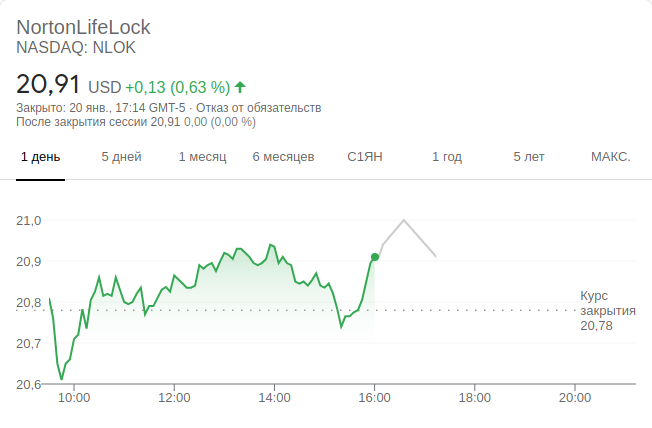 NortonLifeLock
NASDAQ: NLOK
20,91 USD +0,13 (0,63 %)
Закрыто: 20 янв., 17:14 GMT-5 · Отказ от обязательств
После закрытия сессии 20,91 0,00 (0,00 %)
1 день 5 дней 1 месяц 6 месяцев С1ЯН 1 год 5 лет МАКС.
21,0
20,9
20,8
20,7
20,6
Курс
закрытия
20,78
10:00 12:00 14:00 16:00 18:00 20:00